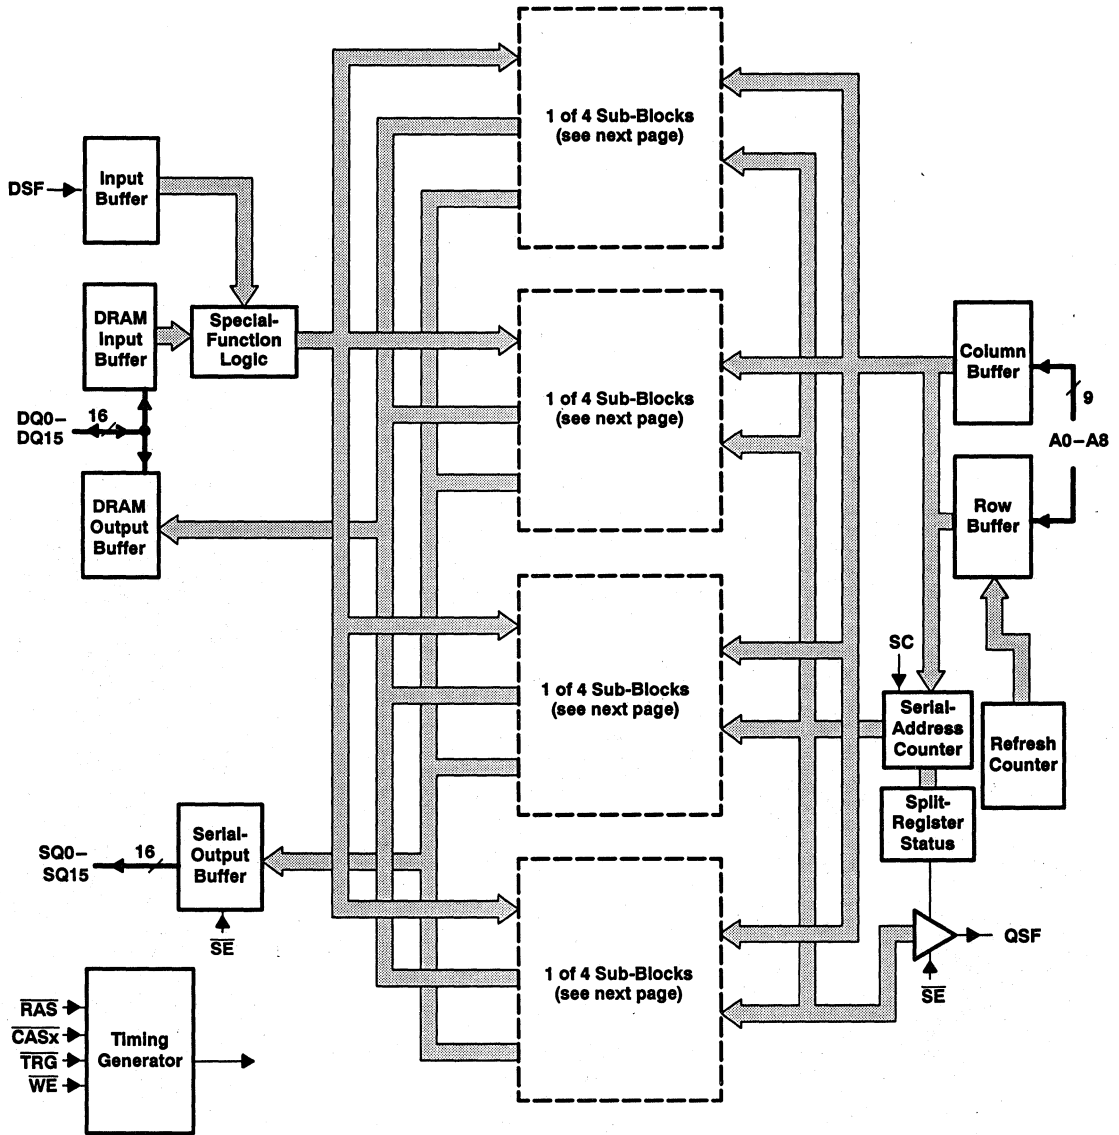 1 of 4 Sub-Blocks
(see next page)
DSF
Input
Buffer
DRAM
Input
Buffer
Special-
Function
Logic
DQ0–
DQ15
16
DRAM
Output
Buffer
1 of 4 Sub-Blocks
(see next page)
Column
Buffer
9
A0–A8
Row
Buffer
1 of 4 Sub-Blocks
(see next page)
SC
Serial-
Address
Counter
Refresh
Counter
Split-
Register
Status
SQ0–
SQ15
16
Serial-
Output
Buffer
SE
1 of 4 Sub-Blocks
(see next page)
QSF
SE
RAS
CASx
TRG
WE
Timing
Generator